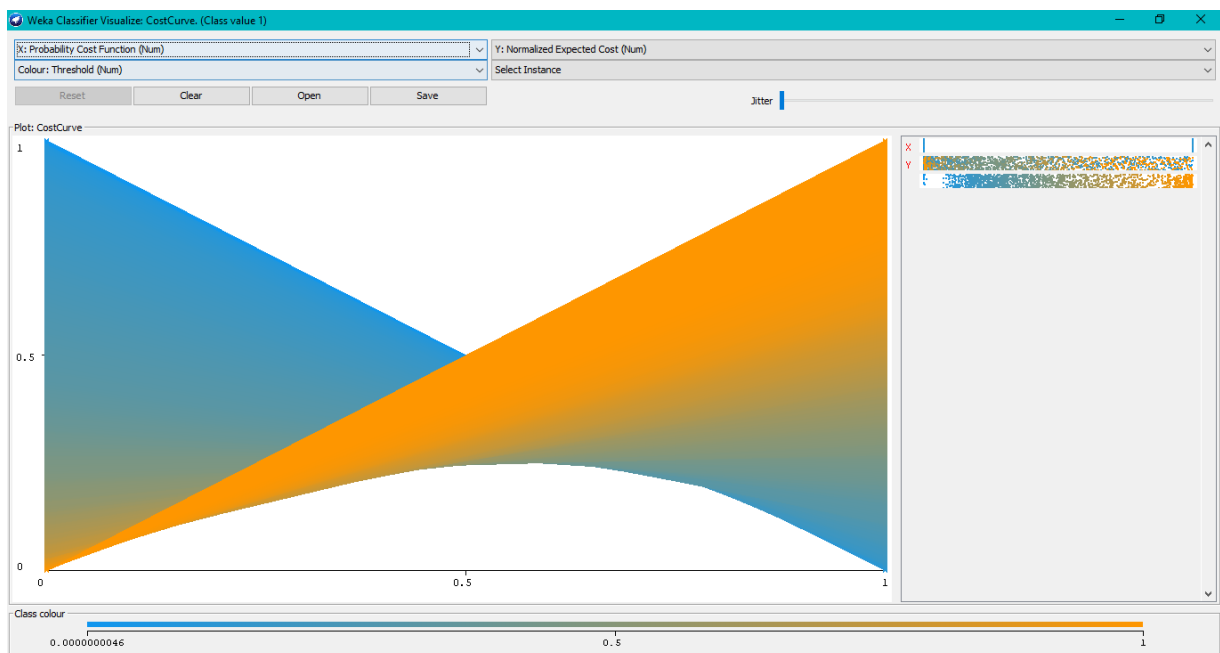 Weka Classifier Visualize: CostCurve. (Class value 1)
X: Probability Cost Function (Num)
Y: Normalized Expected Cost (Num)
Colour: Threshold (Num)
Select Instance
Reset
Clear
Open
Save
Jitter
Plot: CostCurve
1
0.5
0
0
0.5
1
X
Y
Class colour
0.0000000046
0.5
1